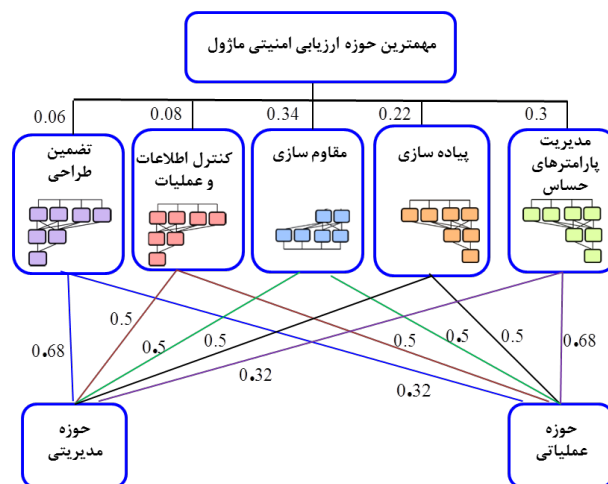 مهمترین حوزه ارزیابی امنیتی ماژول
0.3
0.22
0.34
0.08
0.06
مدیریت
پارامترهای
حساس
پیاده سازی
مقاوم سازی
کنترل اطلاعات
و عملیات
تضمین
طراحی
0.68
0.5
0.5
0.5
0.32
0.32
0.5
0.5
0.5
0.68
حوزه
عملیاتی
حوزه
مدیریتی